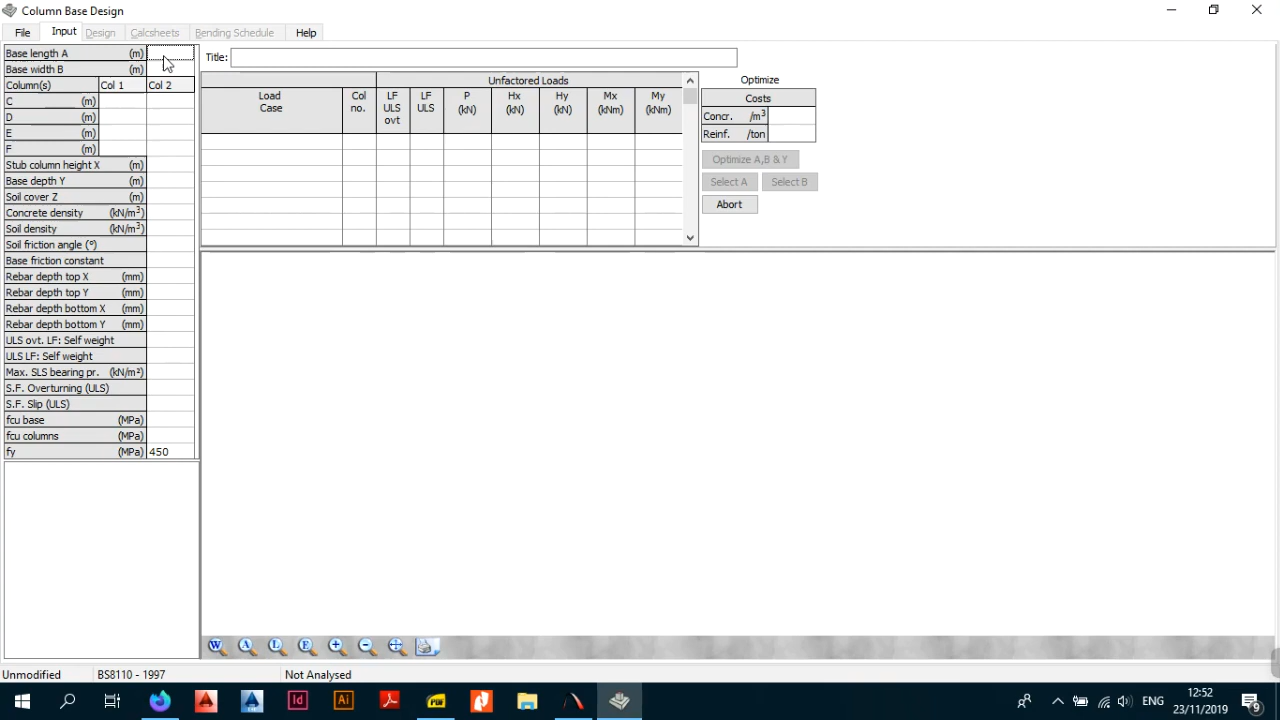 Column Base Design
File Input Design Calcsheets Bending Schedule Help
Base length A (m)
Base width B (m)
Column(s) Col 1 Col 2
C (m)
D (m)
E (m)
F (m)
Stub column height X (m)
Base depth Y (m)
Soil cover Z (m)
Concrete density (kN/m³)
Soil density (kN/m³)
Soil friction angle (°)
Base friction constant
Rebar depth top X (mm)
Rebar depth top Y (mm)
Rebar depth bottom X (mm)
Rebar depth bottom Y (mm)
ULS ovt. LF: Self weight
ULS LF: Self weight
Max. SLS bearing pr. (kN/m²)
S.F. Overturning (ULS)
S.F. Slip (ULS)
fcu base (MPa)
fcu columns (MPa)
fy (MPa) 450
Title:
Unfactored Loads
Load Case
Col no.
LF ULS ovt
LF ULS
P (kN)
Hx (kN)
Hy (kN)
Mx (kNm)
My (kNm)
Optimize
Costs
Concr. /m³
Reinf. /ton
Optimize A,B & Y
Select A Select B
Abort
W A L E
Unmodified BS8110 - 1997 Not Analysed
Id Ai PDF
ENG
12:52
23/11/2019
9